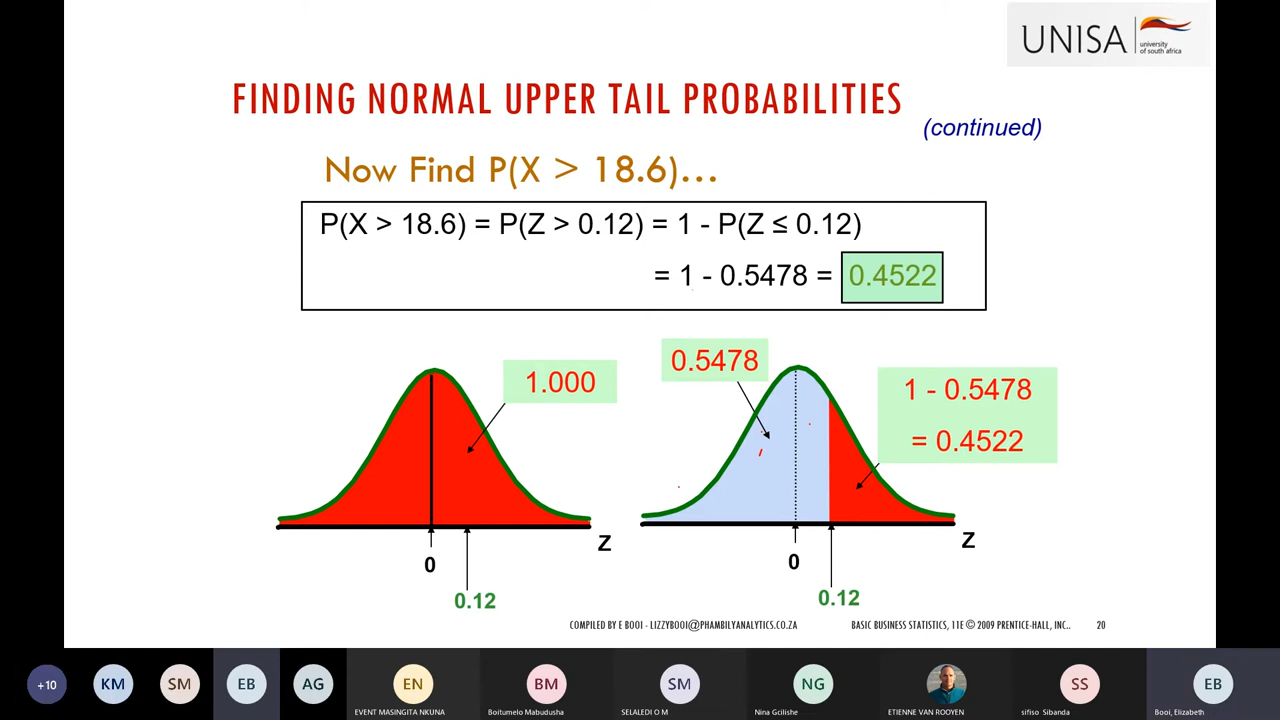 UNISA
university
of south africa
FINDING NORMAL UPPER TAIL PROBABILITIES
(continued)
Now Find P(X > 18.6)…
P(X > 18.6) = P(Z > 0.12) = 1 - P(Z ≤ 0.12)
= 1 - 0.5478 = 0.4522
1.000
0.5478
1 - 0.5478
= 0.4522
0
0.12
Z
0
0.12
Z
COMPILED BY E BOOI - LIZZYBOOI@PHAMBILYANALYTICS.CO.ZA
BASIC BUSINESS STATISTICS, 11E © 2009 PRENTICE-HALL, INC..
20
+10
KM
SM
EB
AG
EN
EVENT MASINGITA NKUNA
BM
Boitumelo Mabudusha
SM
SELALEDI O M
NG
Nina Gcilishe
ETIENNE VAN ROOYEN
SS
sifiso Sibanda
EB
Booi, Elizabeth